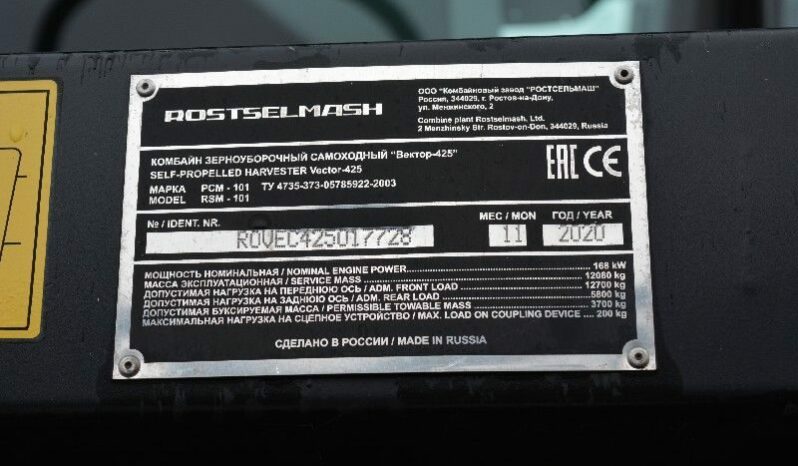 ROSTSELMASH
ООО "Комбайновый завод "РОСТСЕЛЬМАШ"
Россия, 344029, г. Ростов-на-Дону,
ул. Менжинского, 2
Combine plant Rostselmash, Ltd.
2 Menzhinsky Str. Rostov-on-Don, 344029, Russia
КОМБАЙН ЗЕРНОУБОРОЧНЫЙ САМОХОДНЫЙ "Вектор-425"
SELF-PROPELLED HARVESTER Vector-425
МАРКА РСМ - 101 ТУ 4735-373-05785922-2003
MODEL RSM - 101
EAC CE
№ / IDENT. NR. МЕС / MON ГОД / YEAR
R0VEC425017728 11 2020
МОЩНОСТЬ НОМИНАЛЬНАЯ / NOMINAL ENGINE POWER 168 kW
МАССА ЭКСПЛУАТАЦИОННАЯ / SERVICE MASS 12080 kg
ДОПУСТИМАЯ НАГРУЗКА НА ПЕРЕДНЮЮ ОСЬ / ADM. FRONT LOAD 12700 kg
ДОПУСТИМАЯ НАГРУЗКА НА ЗАДНЮЮ ОСЬ / ADM. REAR LOAD 5800 kg
ДОПУСТИМАЯ БУКСИРУЕМАЯ МАССА / PERMISSIBLE TOWABLE MASS 3700 kg
МАКСИМАЛЬНАЯ НАГРУЗКА НА СЦЕПНОЕ УСТРОЙСТВО / MAX. LOAD ON COUPLING DEVICE 200 kg
СДЕЛАНО В РОССИИ / MADE IN RUSSIA